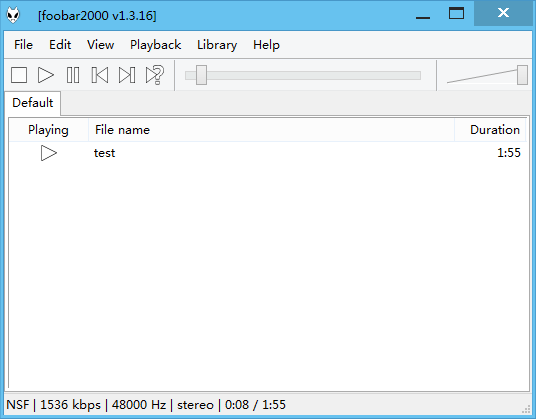 [foobar2000 v1.3.16]
File Edit View Playback Library Help
Default
Playing File name Duration
test 1:55
NSF | 1536 kbps | 48000 Hz | stereo | 0:08 / 1:55